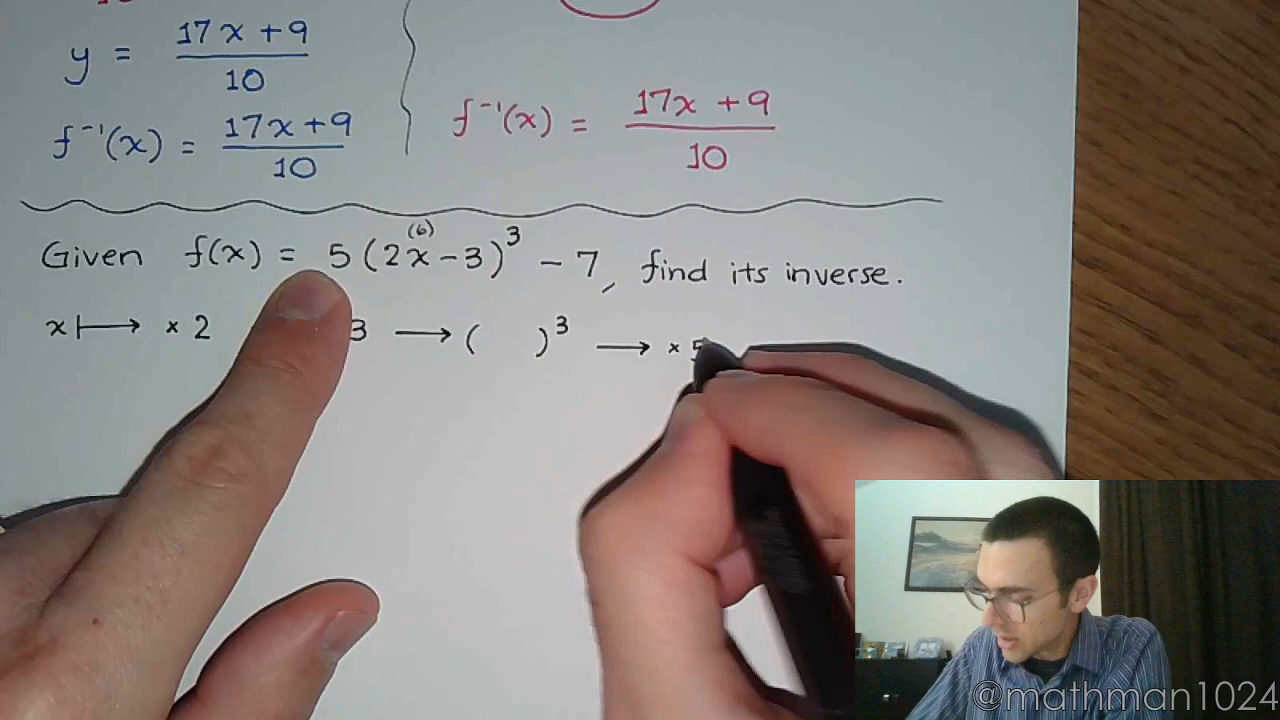 y = 17x + 9 / 10
f⁻¹(x) = 17x + 9 / 10
f⁻¹(x) = 17x + 9 / 10
Given f(x) = 5(2x - 3)³ - 7, find its inverse.
(6)
x ↦ × 2 3 → ( )³ → × 5
@mathman1024